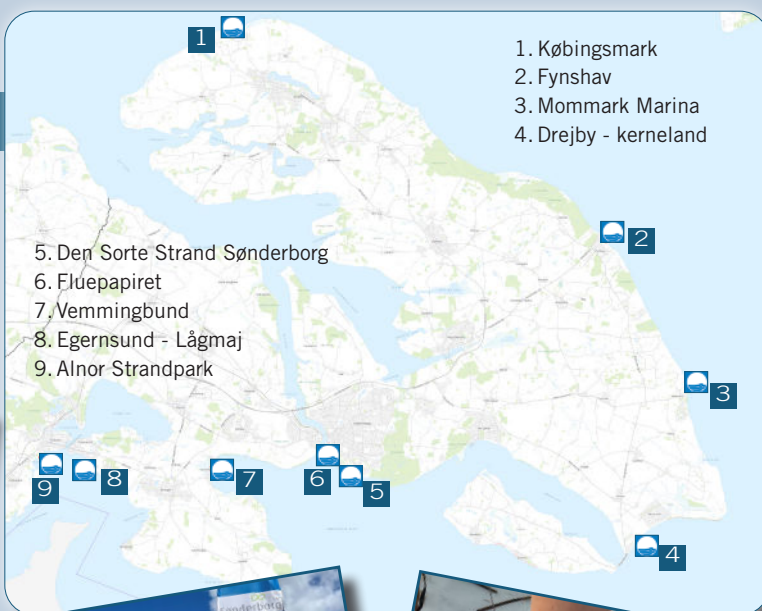 1. Købingsmark
2. Fynshav
3. Mommark Marina
4. Drejby - kerneland
5. Den Sorte Strand Sønderborg
6. Fluepapiret
7. Vemmingbund
8. Egernsund - Lågmaj
9. Alnor Strandpark
1
2
3
4
5
6
7
8
9